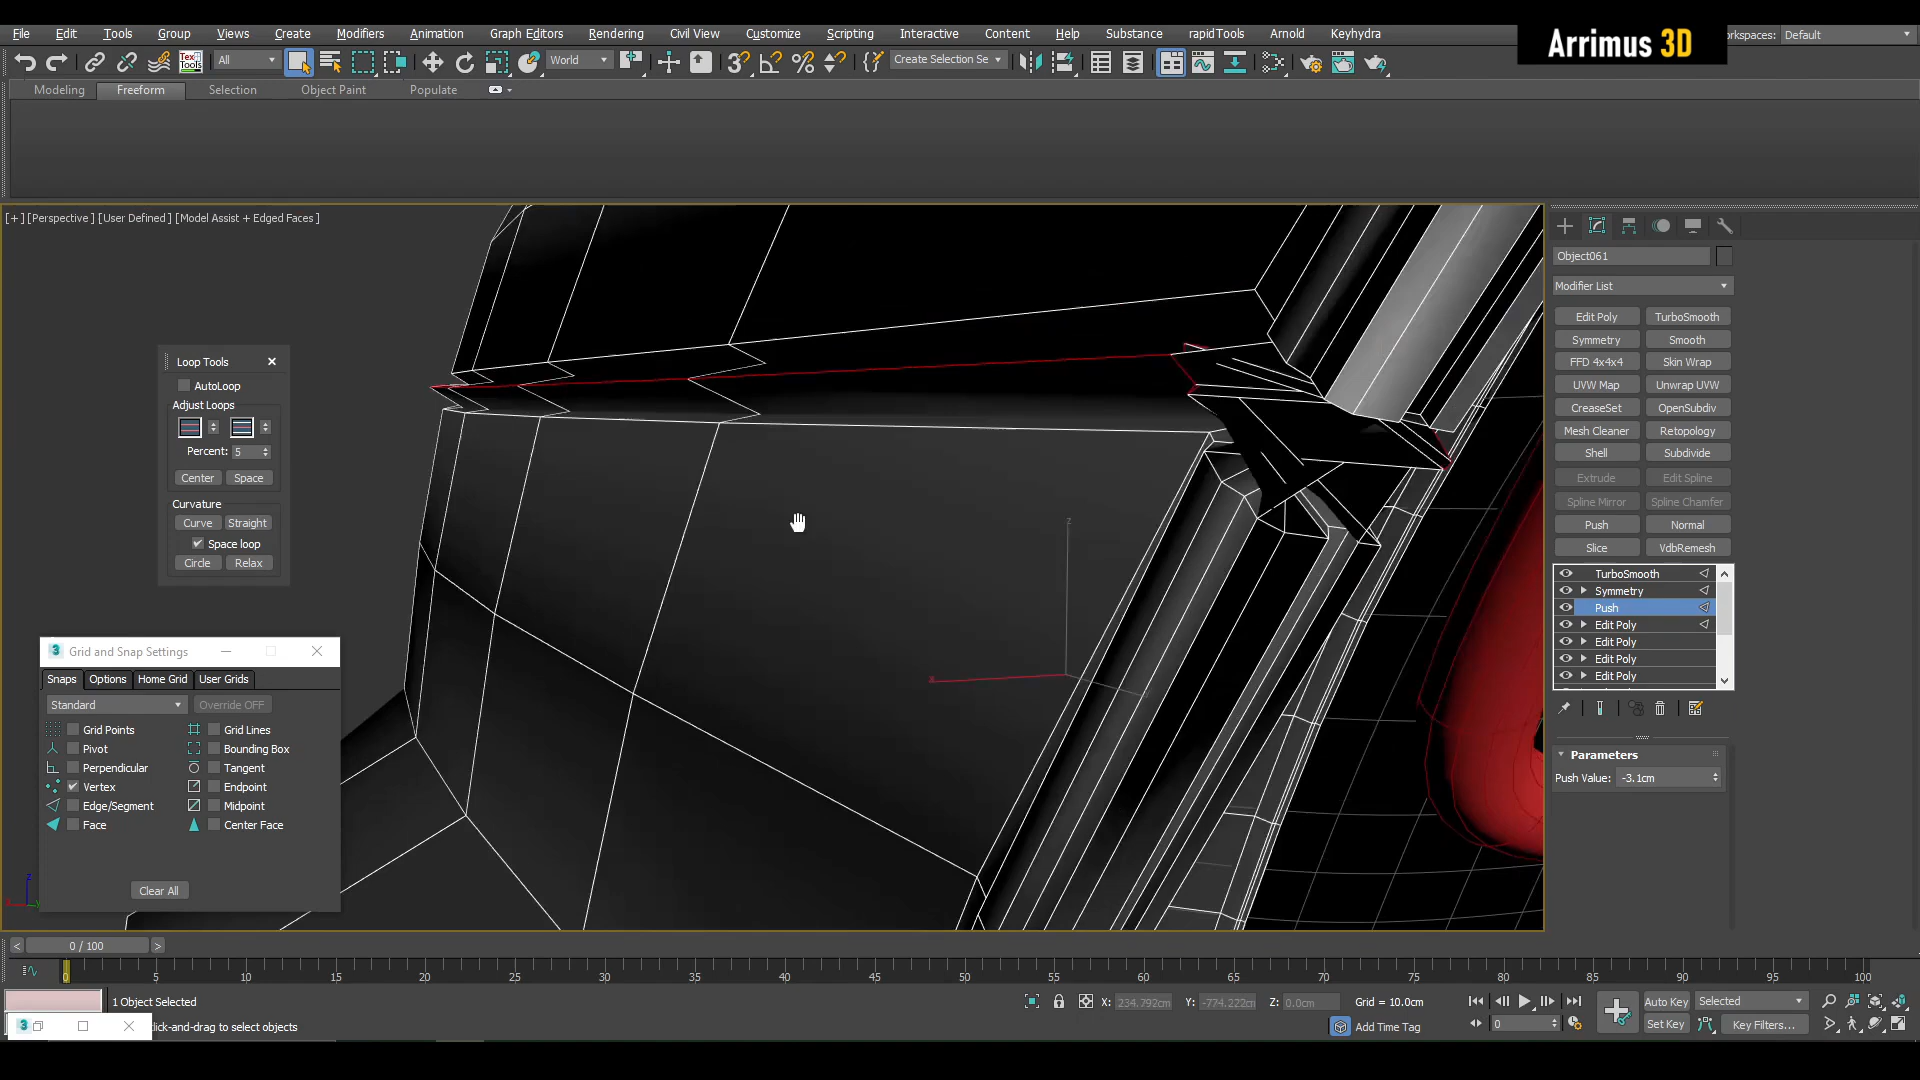 File Edit Tools Group Views Create Modifiers Animation Graph Editors Rendering Civil View Customize Scripting Interactive Content Help Substance rapidTools Arnold Keyhydra
Arrimus 3D
orkspaces: Default
All World Create Selection Se
Modeling Freeform Selection Object Paint Populate
[+] [Perspective] [User Defined] [Model Assist + Edged Faces]
Object061
Modifier List
Edit Poly TurboSmooth
Symmetry Smooth
FFD 4x4x4 Skin Wrap
UVW Map Unwrap UVW
CreaseSet OpenSubdiv
Mesh Cleaner Retopology
Shell Subdivide
Extrude Edit Spline
Spline Mirror Spline Chamfer
Push Normal
Slice VdbRemesh
TurboSmooth
Symmetry
Push
Edit Poly
Edit Poly
Edit Poly
Edit Poly
Parameters
Push Value: -3.1cm
Loop Tools
AutoLoop
Adjust Loops
Percent: 5
Center Space
Curvature
Curve Straight
Space loop
Circle Relax
3 Grid and Snap Settings
Snaps Options Home Grid User Grids
Standard Override OFF
Grid Points Grid Lines
Pivot Bounding Box
Perpendicular Tangent
Vertex Endpoint
Edge/Segment Midpoint
Face Center Face
Clear All
0 / 100
0 5 10 15 20 25 30 35 40 45 50 55 60 65 70 75 80 85 90 95 100
1 Object Selected X: 234.792cm Y: -774.222cm Z: 0.0cm Grid = 10.0cm Auto Key Selected
click-and-drag to select objects Add Time Tag 0 Set Key Key Filters...